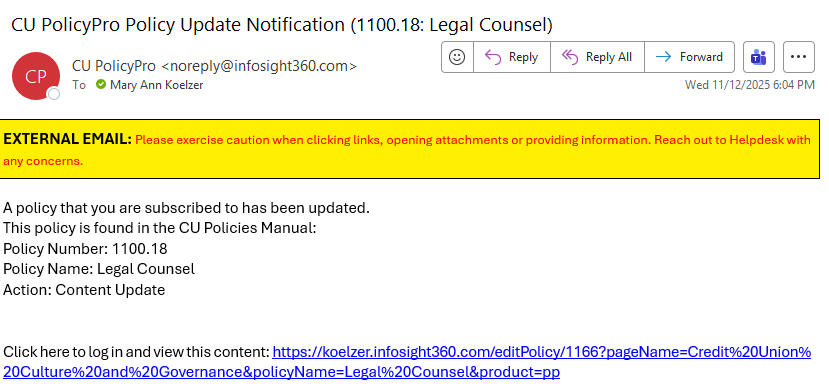 CU PolicyPro Policy Update Notification (1100.18: Legal Counsel)
CP
CU PolicyPro <noreply@infosight360.com>
To Mary Ann Koelzer
Reply
Reply All
Forward
Wed 11/12/2025 6:04 PM
EXTERNAL EMAIL: Please exercise caution when clicking links, opening attachments or providing information. Reach out to Helpdesk with
any concerns.
A policy that you are subscribed to has been updated.
This policy is found in the CU Policies Manual:
Policy Number: 1100.18
Policy Name: Legal Counsel
Action: Content Update
Click here to log in and view this content: https://koelzer.infosight360.com/editPolicy/1166?pageName=Credit%20Union%
20Culture%20and%20Governance&policyName=Legal%20Counsel&product=pp